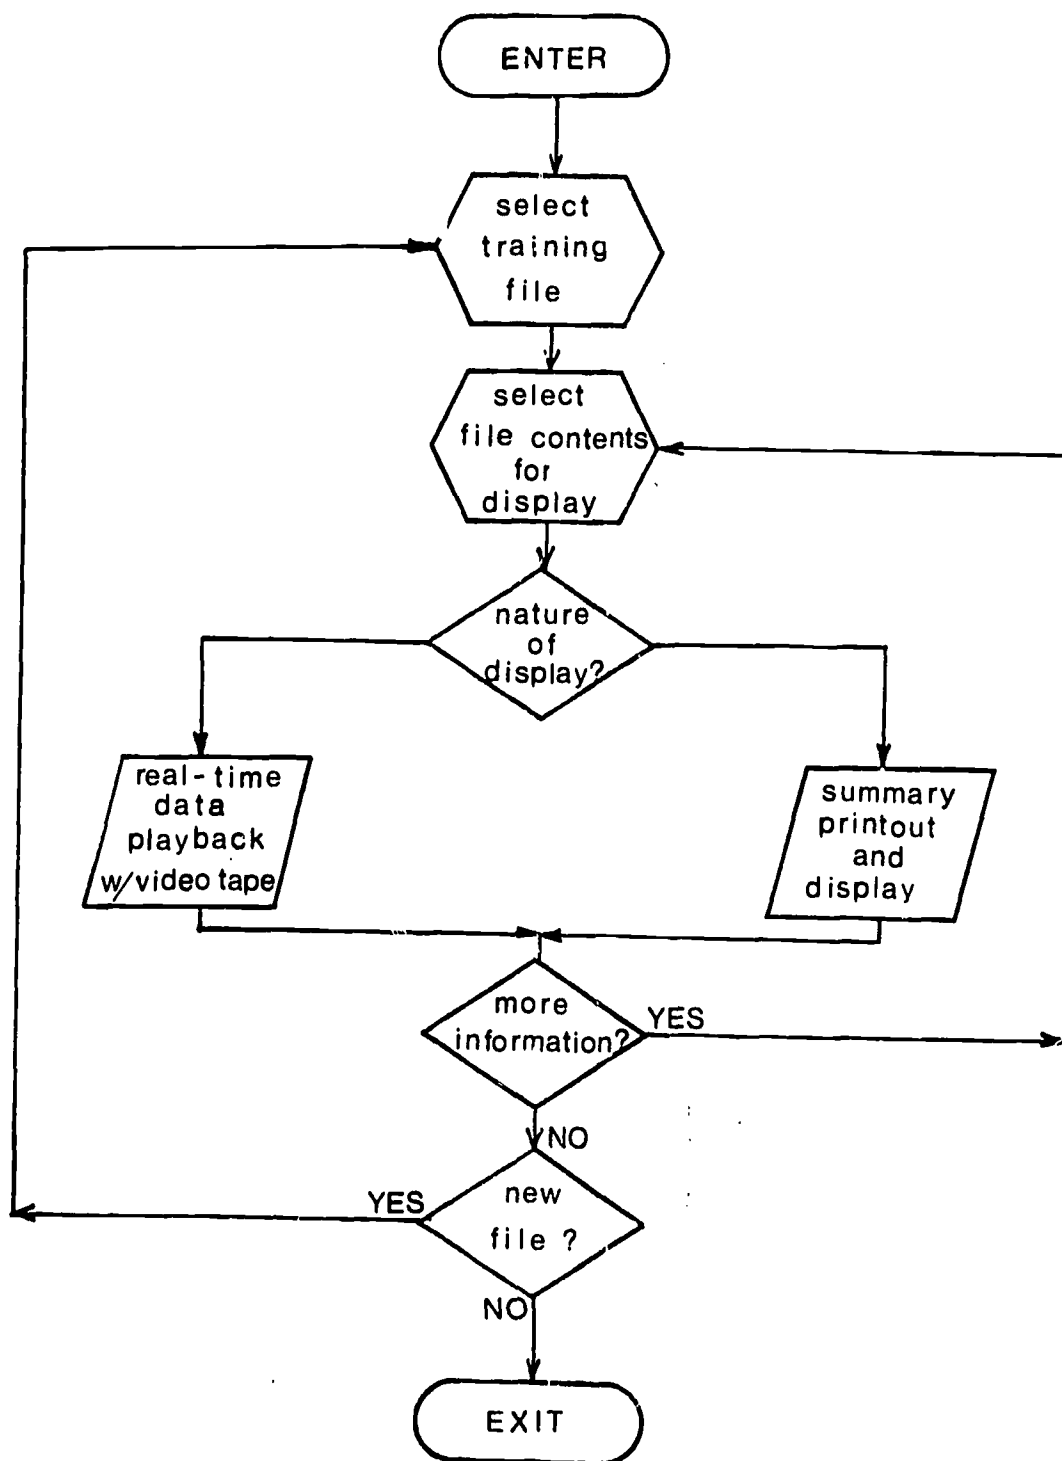 ENTER
select
training
file
select
file contents
for
display
nature
of
display?
real-time
data
playback
w/video tape
summary
printout
and
display
more
information?
YES
NO
new
file ?
YES
NO
EXIT